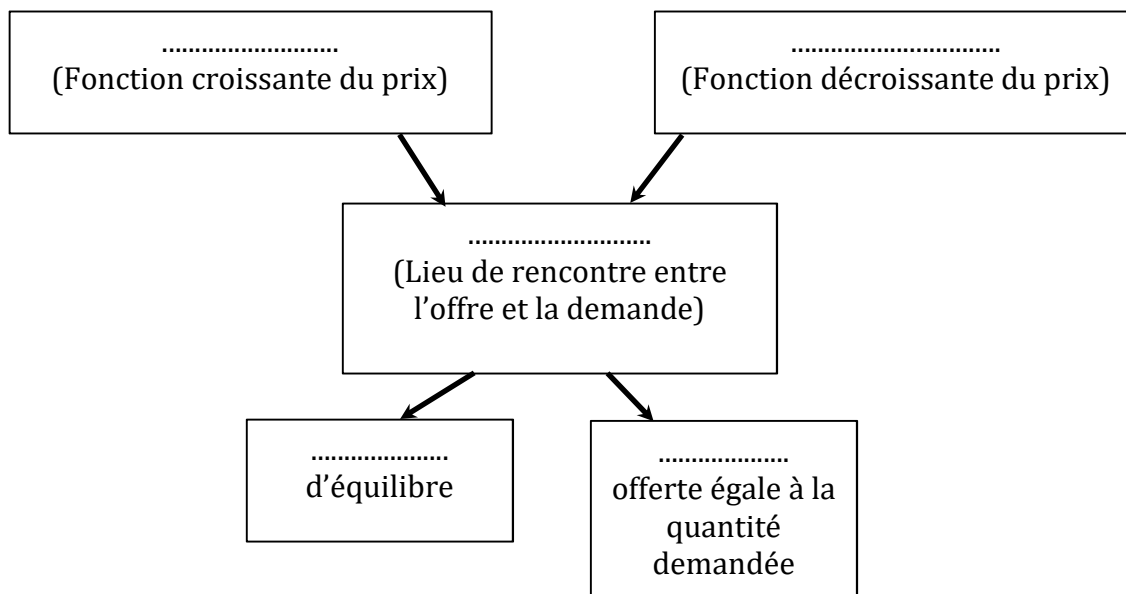 ...........................
(Fonction croissante du prix)
................................
(Fonction décroissante du prix)
............................
(Lieu de rencontre entre
l’offre et la demande)
.....................
d’équilibre
....................
offerte égale à la
quantité
demandée